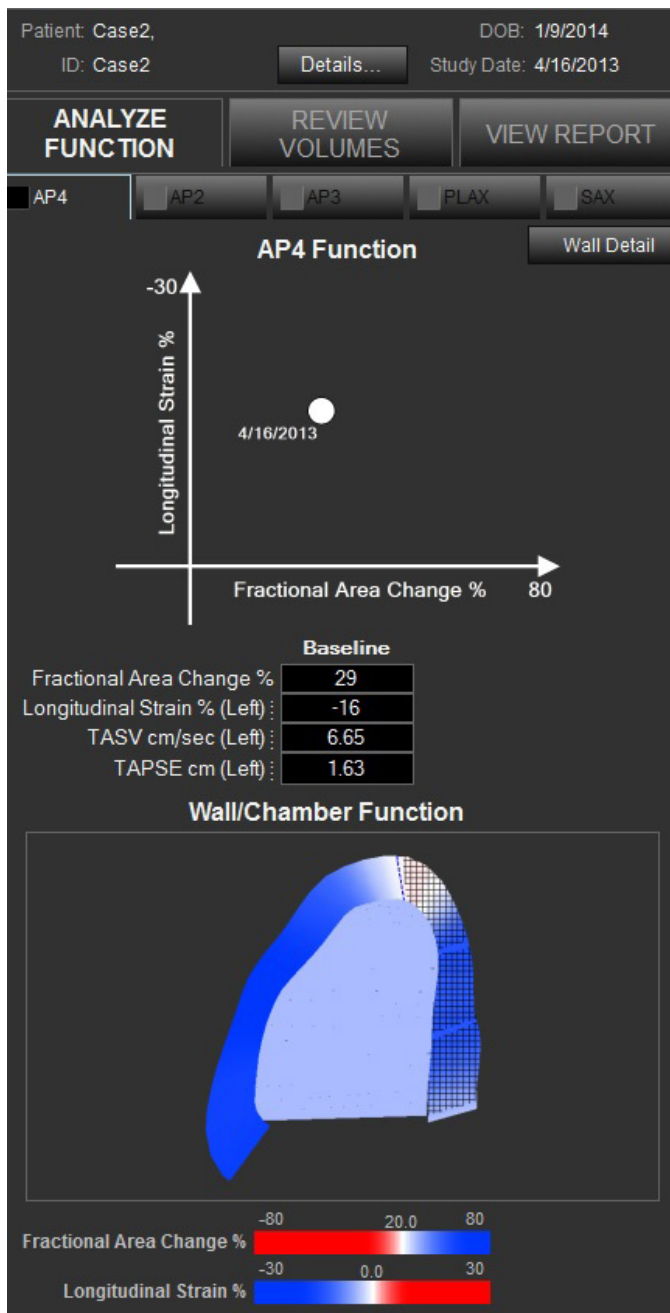 Patient: Case2, DOB: 1/9/2014
ID: Case2 Details... Study Date: 4/16/2013
ANALYZE FUNCTION REVIEW VOLUMES VIEW REPORT
AP4 AP2 AP3 PLAX SAX
AP4 Function Wall Detail
-30
Longitudinal Strain %
4/16/2013
Fractional Area Change % 80
Baseline
Fractional Area Change % 29
Longitudinal Strain % (Left) -16
TASV cm/sec (Left) 6.65
TAPSE cm (Left) 1.63
Wall/Chamber Function
-80 20.0 80
Fractional Area Change %
-30 0.0 30
Longitudinal Strain %